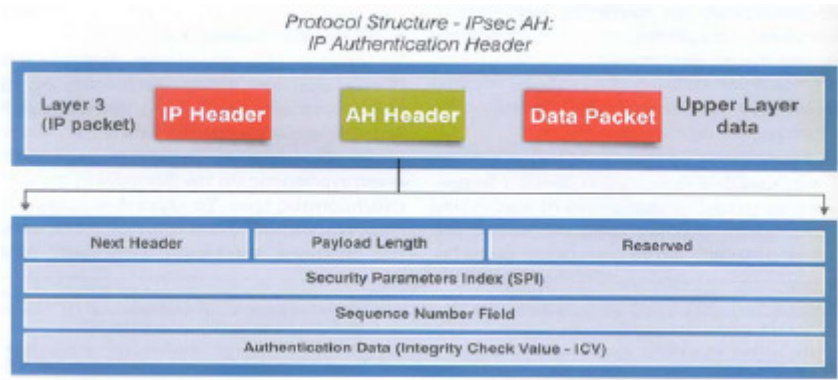 Protocol Structure - IPsec AH:
IP Authentication Header
Layer 3
(IP packet)
IP Header
AH Header
Data Packet
Upper Layer
data
Next Header
Payload Length
Reserved
Security Parameters Index (SPI)
Sequence Number Field
Authentication Data (Integrity Check Value - ICV)